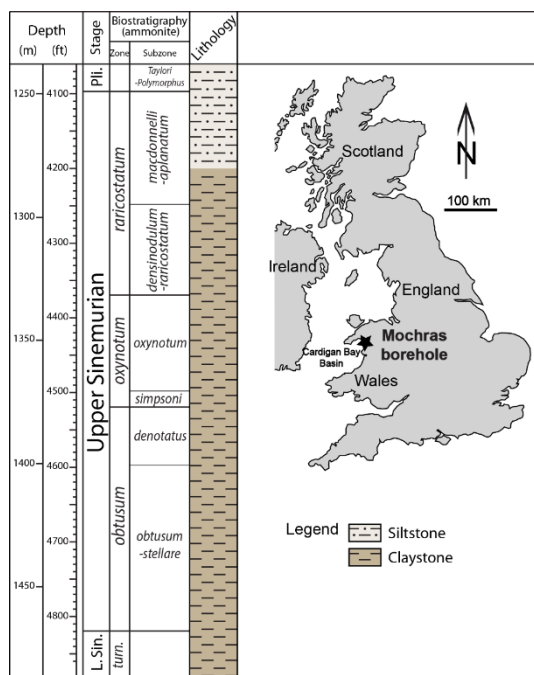 Depth
(m) (ft)
Stage
Biostratigraphy
(ammonite)
Zone Subzone
Lithology
Pli.
Taylori
-Polymorphus
1250
4100
raricostatum
macdonnelli
-aplanatum
4200
1300
densinodulum
-raricostatum
4300
Upper Sinemurian
4400
1350
oxynotum
oxynotum
simpsoni
4500
denotatus
1400
4600
obtusum
obtusum
-stellare
4700
1450
4800
L. Sin.
turn.
Scotland
N
100 km
Ireland
England
Mochras
borehole
Cardigan Bay
Basin
Wales
Legend
Siltstone
Claystone